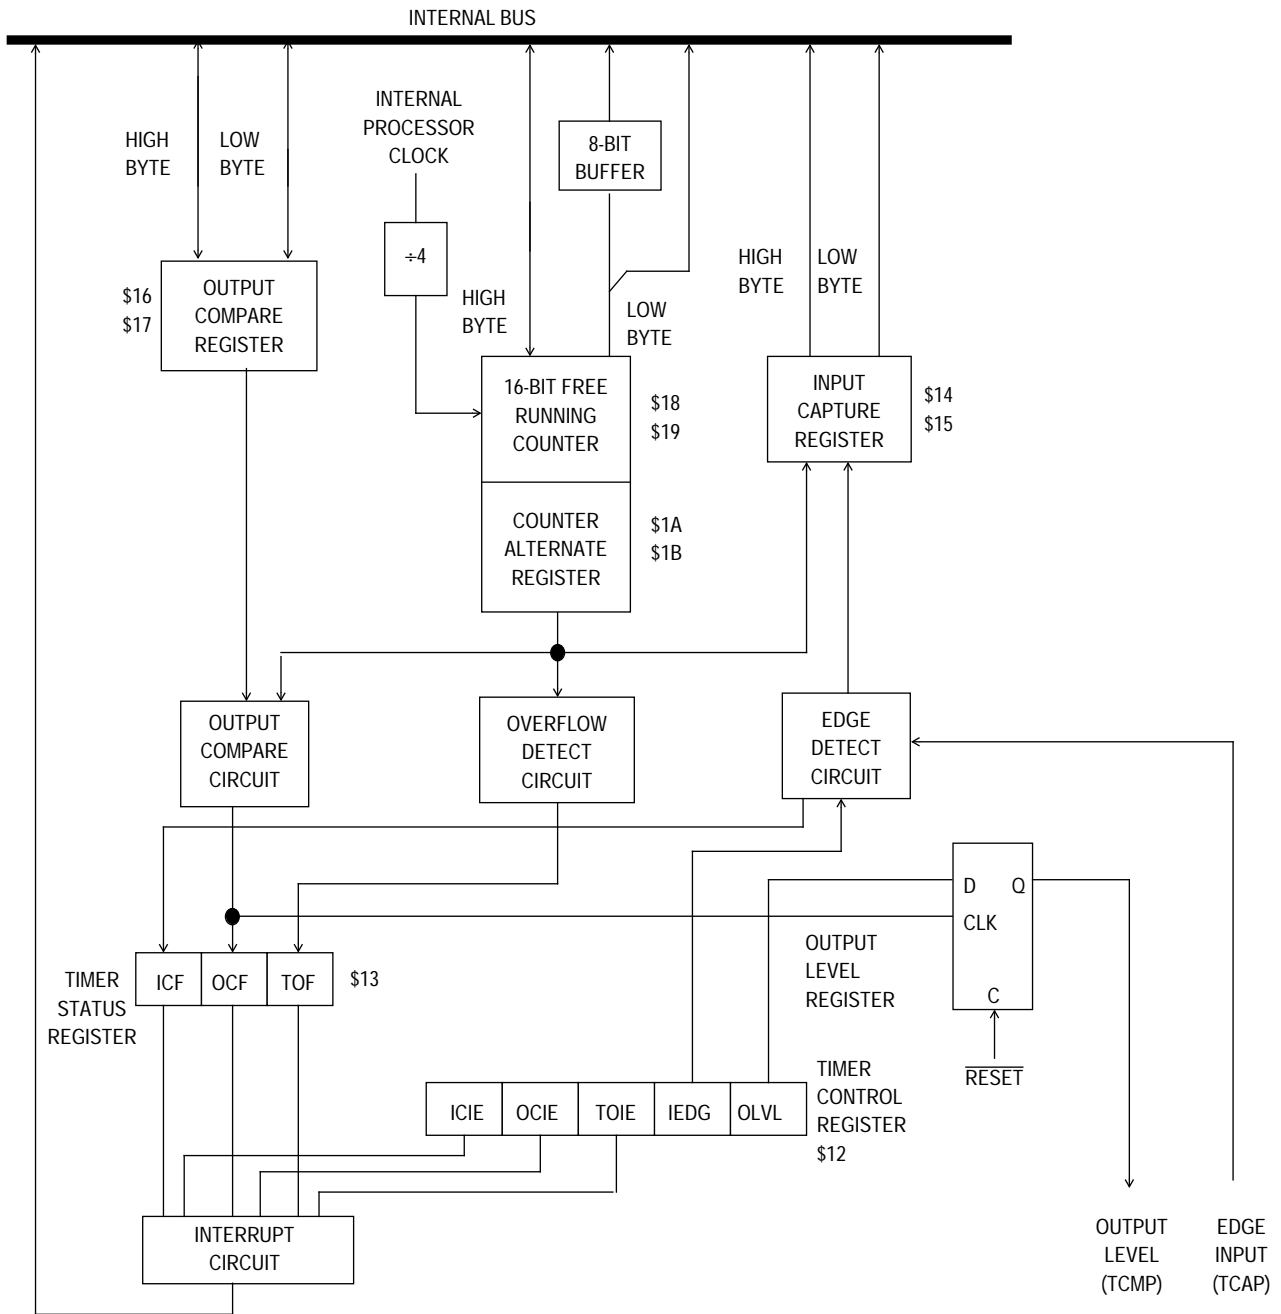 INTERNAL BUS
HIGH
BYTE
LOW
BYTE
INTERNAL
PROCESSOR
CLOCK
8-BIT
BUFFER
÷4
HIGH
BYTE
LOW
BYTE
HIGH
BYTE
LOW
BYTE
$16
$17
OUTPUT
COMPARE
REGISTER
16-BIT FREE
RUNNING
COUNTER
$18
$19
INPUT
CAPTURE
REGISTER
$14
$15
COUNTER
ALTERNATE
REGISTER
$1A
$1B
OUTPUT
COMPARE
CIRCUIT
OVERFLOW
DETECT
CIRCUIT
EDGE
DETECT
CIRCUIT
D Q
CLK
C
RESET
OUTPUT
LEVEL
REGISTER
TIMER
STATUS
REGISTER
ICF OCF TOF
$13
ICIE OCIE TOIE IEDG OLVL
TIMER
CONTROL
REGISTER
$12
INTERRUPT
CIRCUIT
OUTPUT
LEVEL
(TCMP)
EDGE
INPUT
(TCAP)